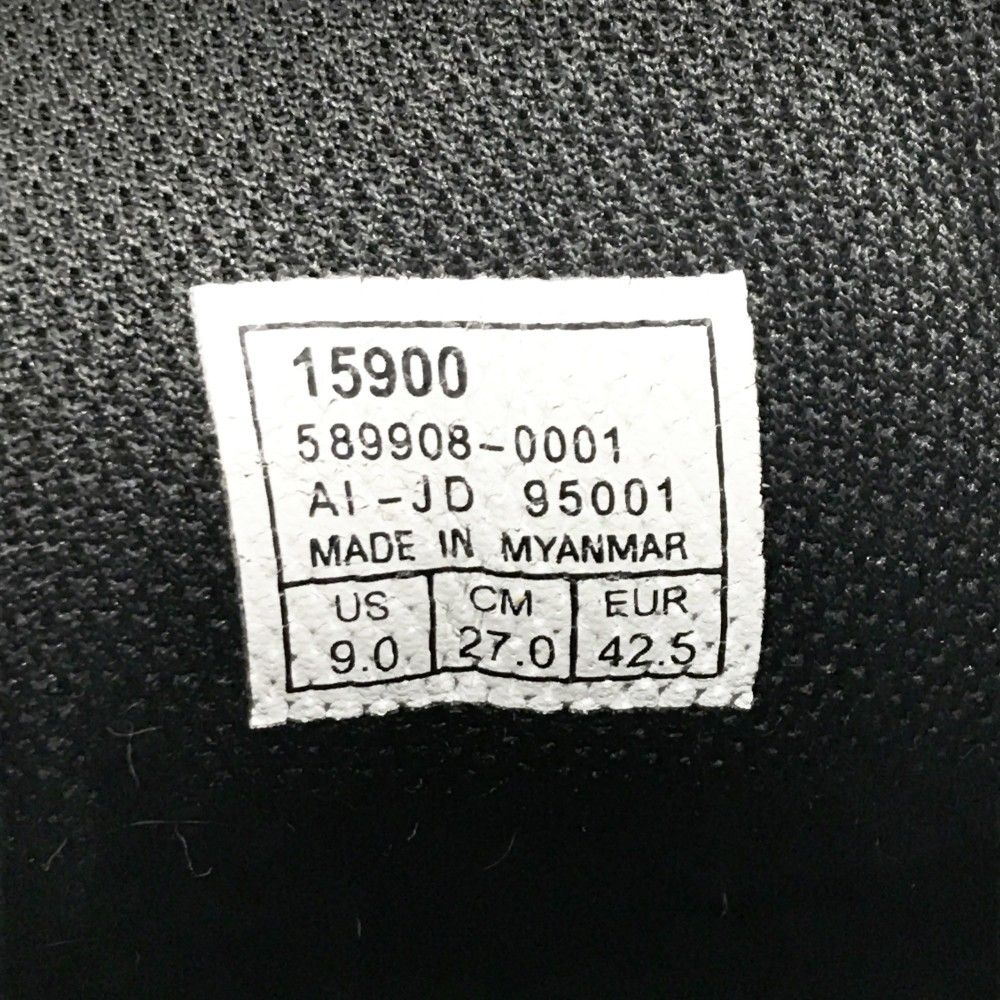 15900
589908-0001
AI-JD 95001
MADE IN MYANMAR
US CM EUR
9.0 27.0 42.5